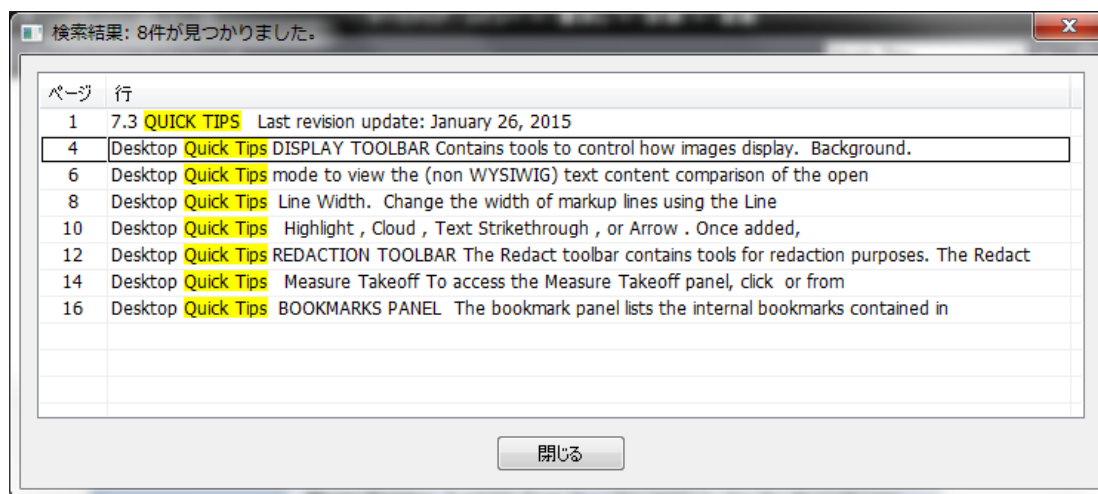 検索結果: 8件が見つかりました。
ページ 行
1 7.3 QUICK TIPS Last revision update: January 26, 2015
4 Desktop Quick Tips DISPLAY TOOLBAR Contains tools to control how images display. Background.
6 Desktop Quick Tips mode to view the (non WYSIWIG) text content comparison of the open
8 Desktop Quick Tips Line Width. Change the width of markup lines using the Line
10 Desktop Quick Tips Highlight , Cloud , Text Strikethrough , or Arrow . Once added,
12 Desktop Quick Tips REDACTION TOOLBAR The Redact toolbar contains tools for redaction purposes. The Redact
14 Desktop Quick Tips Measure Takeoff To access the Measure Takeoff panel, click or from
16 Desktop Quick Tips BOOKMARKS PANEL The bookmark panel lists the internal bookmarks contained in
閉じる